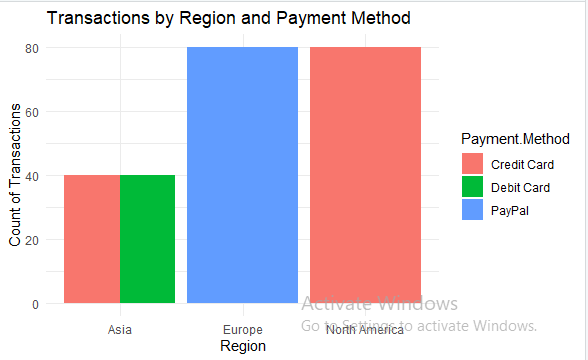 Transactions by Region and Payment Method
Count of Transactions
80
60
40
20
0
Asia
Europe
North America
Region
Payment.Method
Credit Card
Debit Card
PayPal
Activate Windows
Go to Settings to activate Windows.